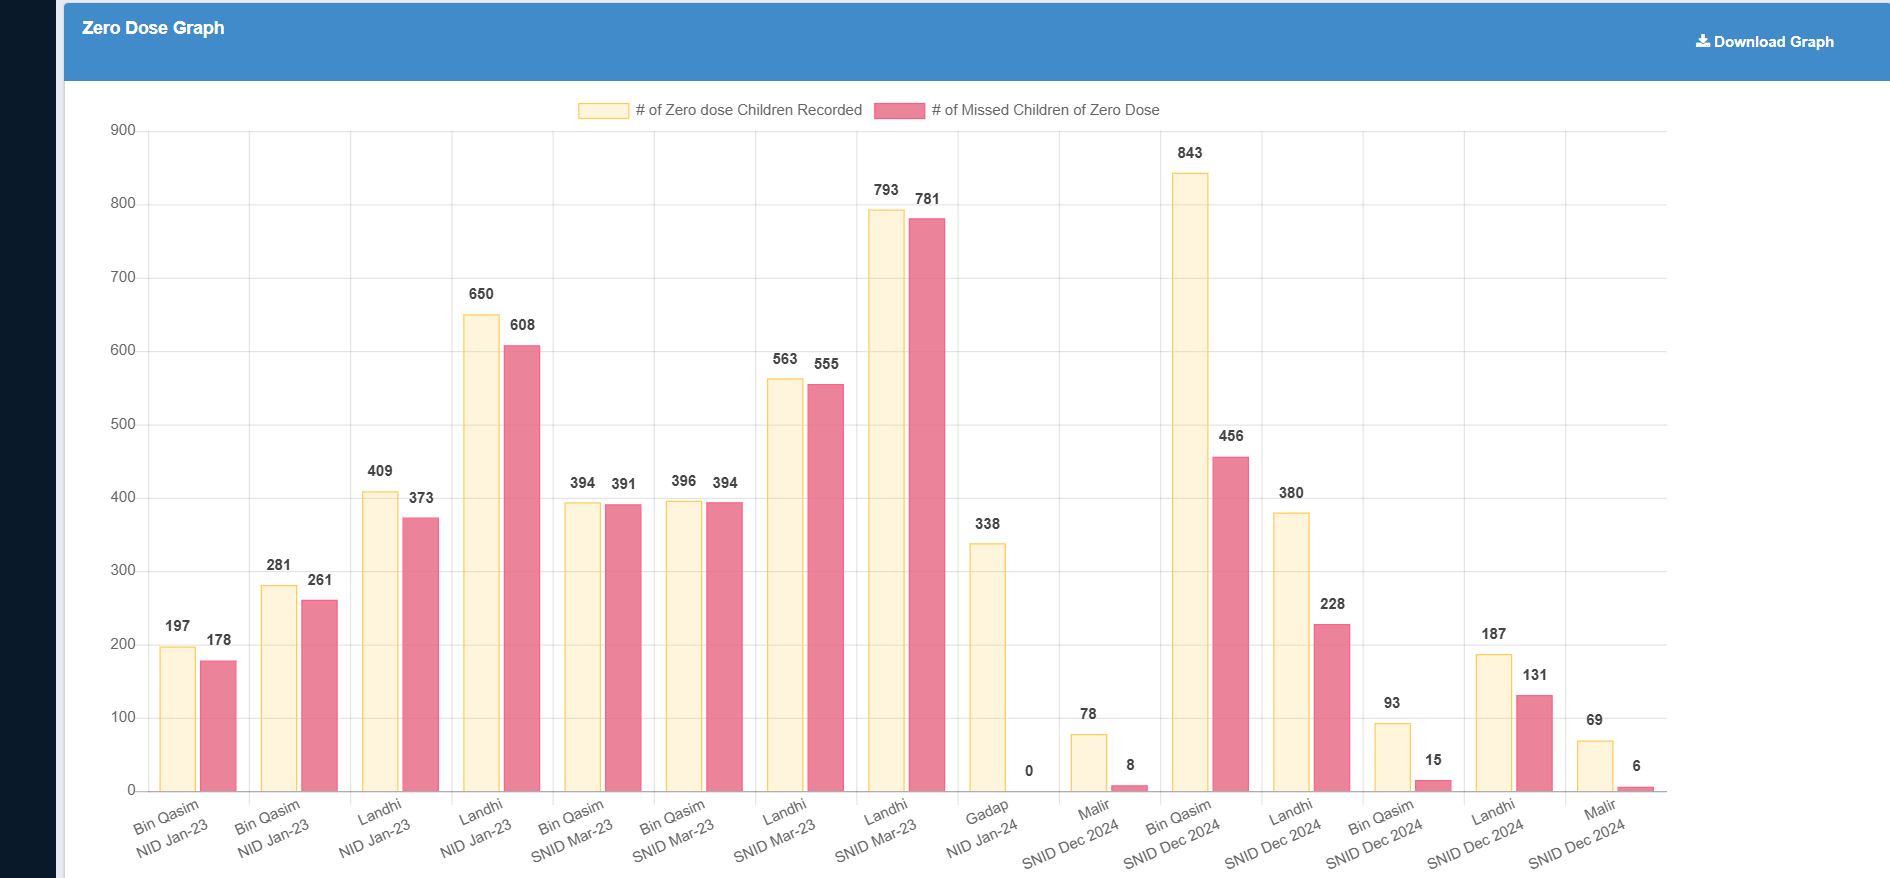 Zero Dose Graph
Download Graph
# of Zero dose Children Recorded
# of Missed Children of Zero Dose
900
800
700
600
500
400
300
200
100
0
197
178
281
261
409
373
650
608
394
391
396
394
563
555
793
781
338
0
78
8
843
456
380
228
93
15
187
131
69
6
Bin Qasim
NID Jan-23
Bin Qasim
NID Jan-23
Landhi
NID Jan-23
Landhi
NID Jan-23
Bin Qasim
SNID Mar-23
Bin Qasim
SNID Mar-23
Landhi
SNID Mar-23
Landhi
SNID Mar-23
Gadap
NID Jan-24
Malir
SNID Dec 2024
Bin Qasim
SNID Dec 2024
Landhi
SNID Dec 2024
Bin Qasim
SNID Dec 2024
Landhi
SNID Dec 2024
Malir
SNID Dec 2024